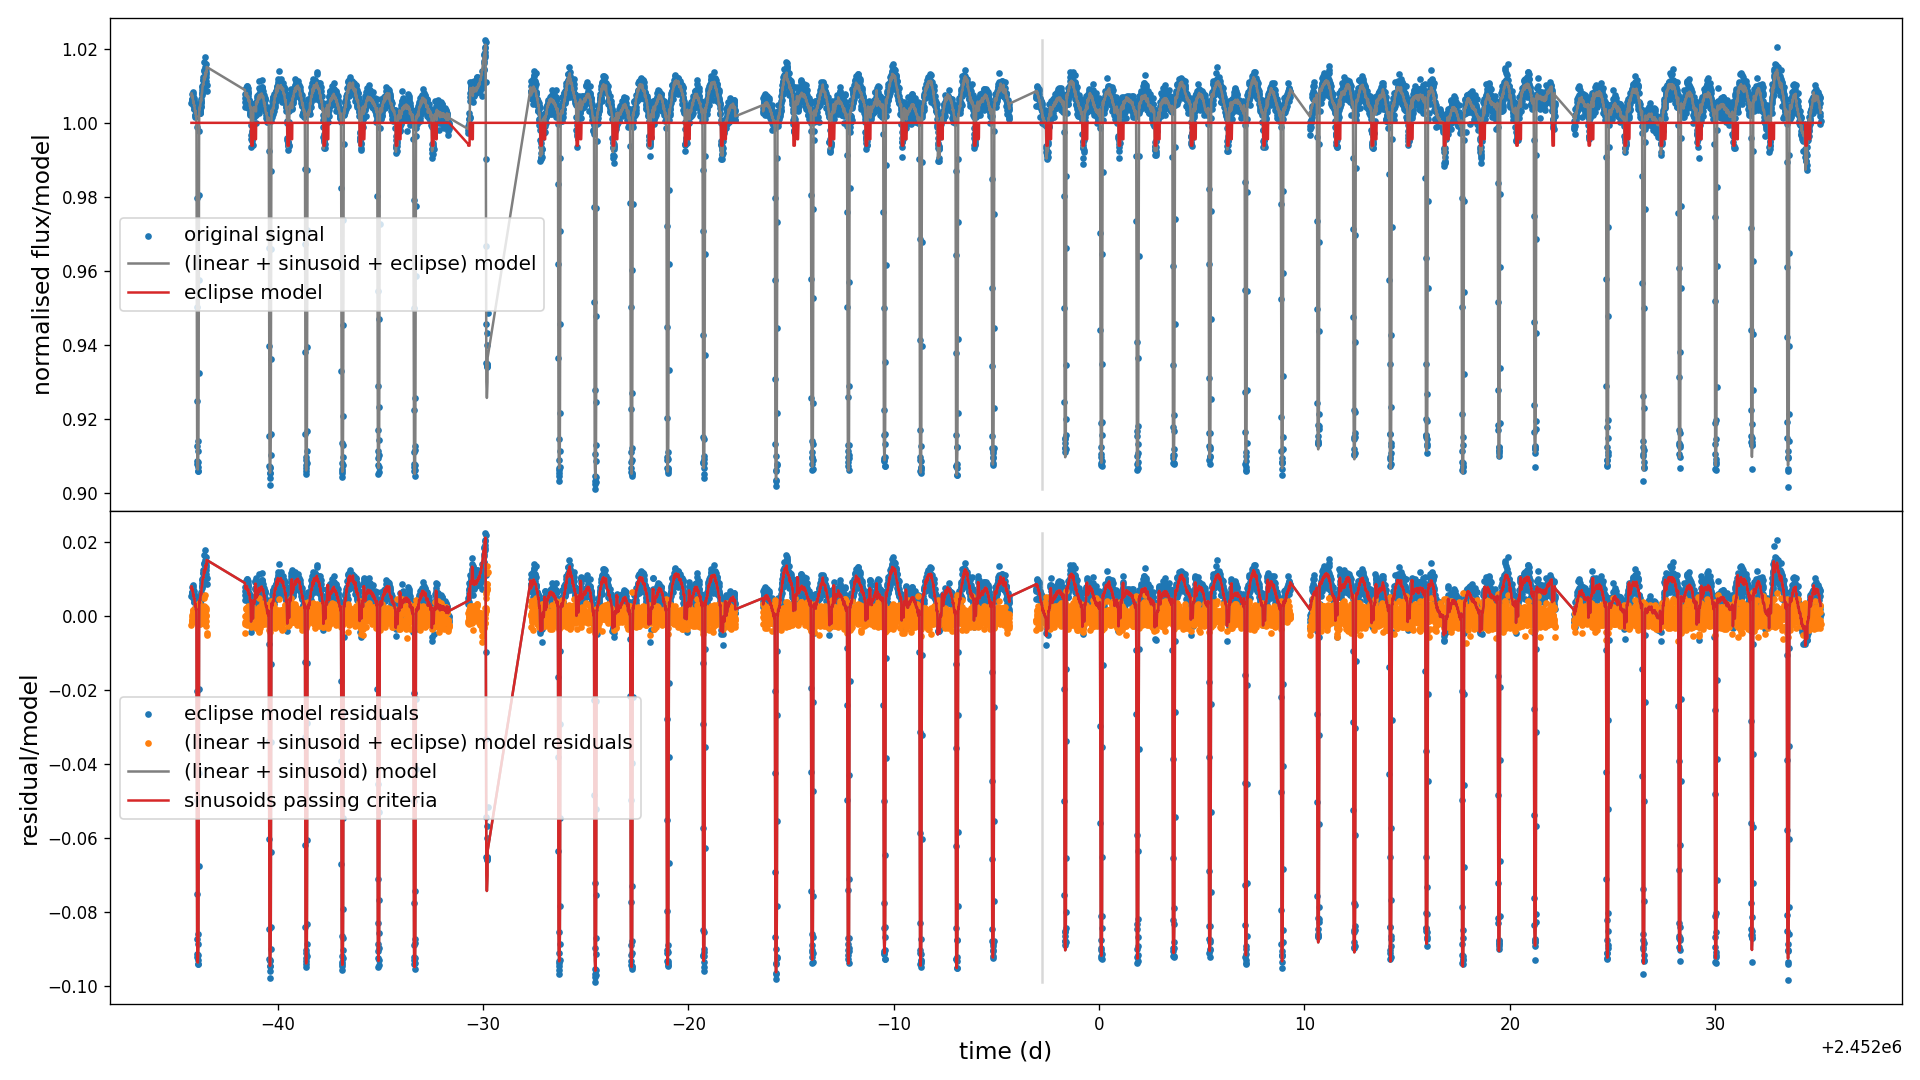 1.02
1.00
0.98
0.96
0.94
0.92
0.90
normalised flux/model
original signal
(linear + sinusoid + eclipse) model
eclipse model
0.02
0.00
−0.02
−0.04
−0.06
−0.08
−0.10
residual/model
eclipse model residuals
(linear + sinusoid + eclipse) model residuals
(linear + sinusoid) model
sinusoids passing criteria
−40 −30 −20 −10 0 10 20 30
time (d)
+2.452e6